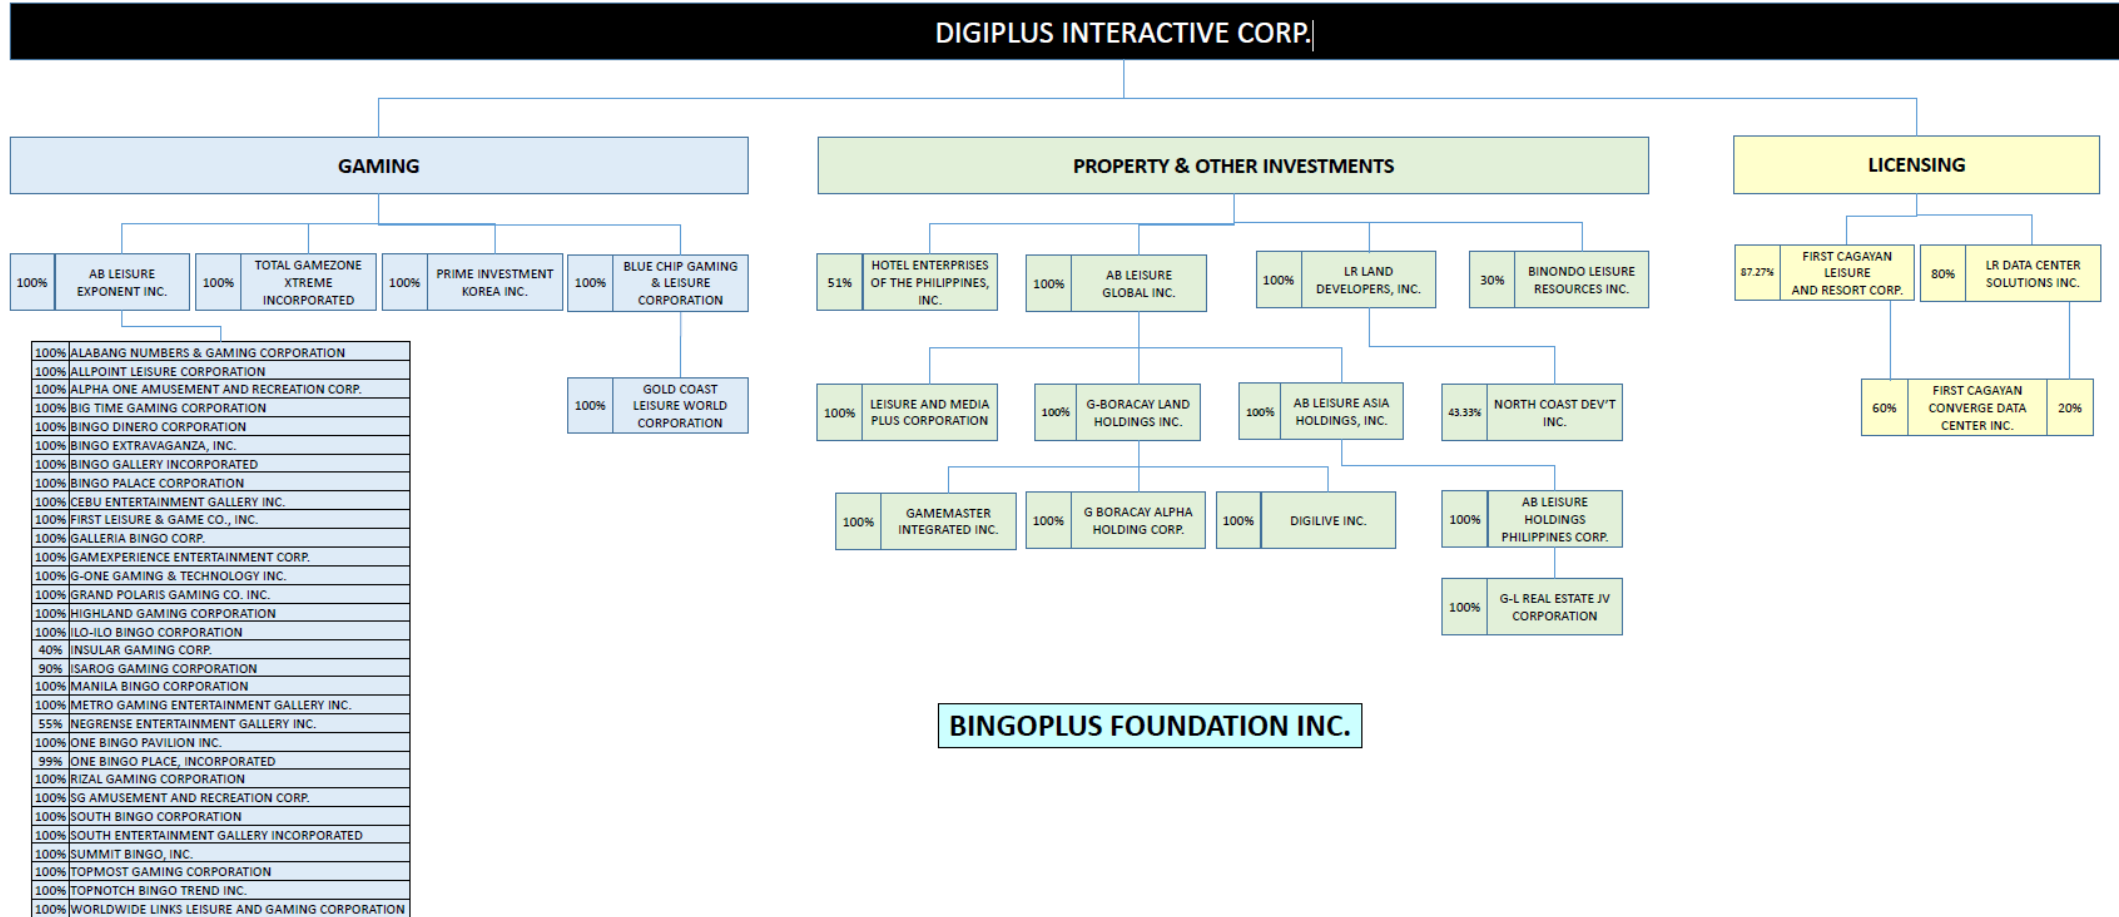 DIGIPLUS INTERACTIVE CORP.
GAMING
PROPERTY & OTHER INVESTMENTS
LICENSING
100%
AB LEISURE
EXPONENT INC.
100%
TOTAL GAMEZONE
XTREME
INCORPORATED
100%
PRIME INVESTMENT
KOREA INC.
100%
BLUE CHIP GAMING
& LEISURE
CORPORATION
51%
HOTEL ENTERPRISES
OF THE PHILIPPINES,
INC.
100%
AB LEISURE
GLOBAL INC.
100%
LR LAND
DEVELOPERS, INC.
30%
BINONDO LEISURE
RESOURCES INC.
87.27%
FIRST CAGAYAN
LEISURE
AND RESORT CORP.
80%
LR DATA CENTER
SOLUTIONS INC.
100% ALABANG NUMBERS & GAMING CORPORATION
100% ALLPOINT LEISURE CORPORATION
100% ALPHA ONE AMUSEMENT AND RECREATION CORP.
100% BIG TIME GAMING CORPORATION
100% BINGO DINERO CORPORATION
100% BINGO EXTRAVAGANZA, INC.
100% BINGO GALLERY INCORPORATED
100% BINGO PALACE CORPORATION
100% CEBU ENTERTAINMENT GALLERY INC.
100% FIRST LEISURE & GAME CO., INC.
100% GALLERIA BINGO CORP.
100% GAMEXPERIENCE ENTERTAINMENT CORP.
100% G-ONE GAMING & TECHNOLOGY INC.
100% GRAND POLARIS GAMING CO. INC.
100% HIGHLAND GAMING CORPORATION
100% ILO-ILO BINGO CORPORATION
40% INSULAR GAMING CORP.
90% ISAROG GAMING CORPORATION
100% MANILA BINGO CORPORATION
100% METRO GAMING ENTERTAINMENT GALLERY INC.
55% NEGRENSE ENTERTAINMENT GALLERY INC.
100% ONE BINGO PAVILION INC.
99% ONE BINGO PLACE, INCORPORATED
100% RIZAL GAMING CORPORATION
100% SG AMUSEMENT AND RECREATION CORP.
100% SOUTH BINGO CORPORATION
100% SOUTH ENTERTAINMENT GALLERY INCORPORATED
100% SUMMIT BINGO, INC.
100% TOPMOST GAMING CORPORATION
100% TOPNOTCH BINGO TREND INC.
100% WORLDWIDE LINKS LEISURE AND GAMING CORPORATION
100%
GOLD COAST
LEISURE WORLD
CORPORATION
100%
LEISURE AND MEDIA
PLUS CORPORATION
100%
G-BORACAY LAND
HOLDINGS INC.
100%
AB LEISURE ASIA
HOLDINGS, INC.
43.33%
NORTH COAST DEV'T
INC.
60%
FIRST CAGAYAN
CONVERGE DATA
CENTER INC.
20%
100%
GAMEMASTER
INTEGRATED INC.
100%
G BORACAY ALPHA
HOLDING CORP.
100%
DIGILIVE INC.
100%
AB LEISURE
HOLDINGS
PHILIPPINES CORP.
100%
G-L REAL ESTATE JV
CORPORATION
BINGOPLUS FOUNDATION INC.